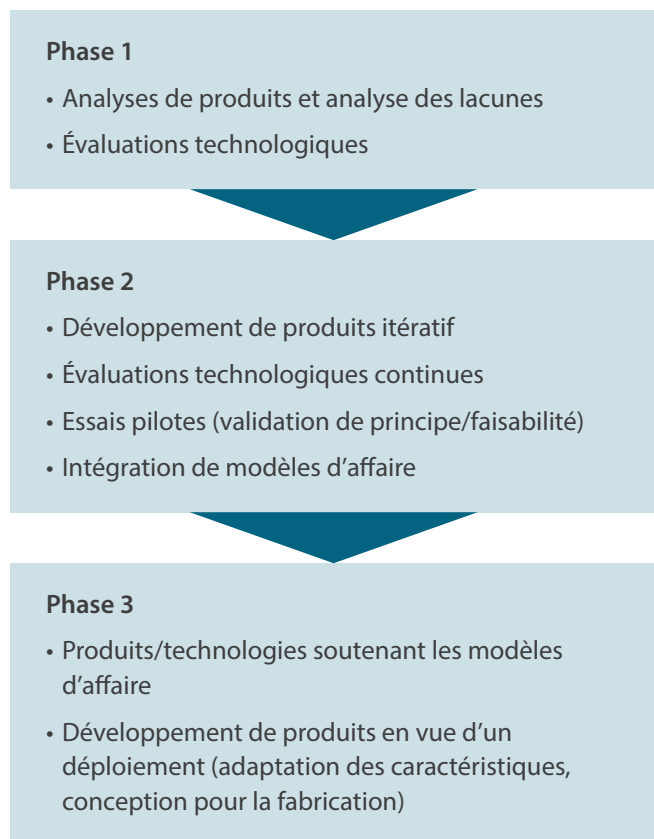 Phase 1
• Analyses de produits et analyse des lacunes
• Évaluations technologiques
Phase 2
• Développement de produits itératif
• Évaluations technologiques continues
• Essais pilotes (validation de principe/faisabilité)
• Intégration de modèles d'affaire
Phase 3
• Produits/technologies soutenant les modèles
d'affaire
• Développement de produits en vue d'un
déploiement (adaptation des caractéristiques,
conception pour la fabrication)